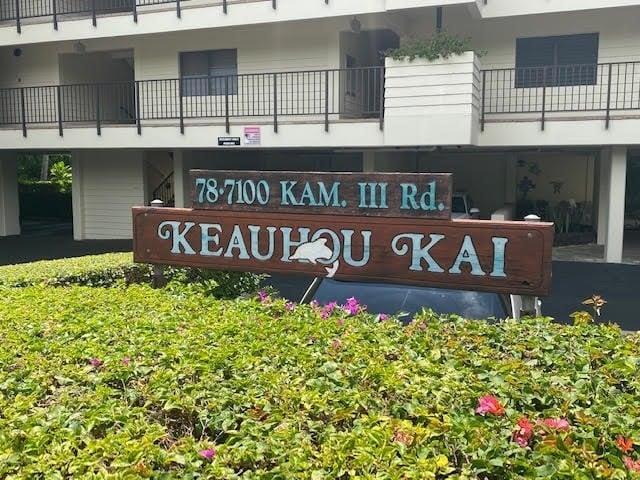 78-7100 KAM. III Rd.
KEAUHOU KAI